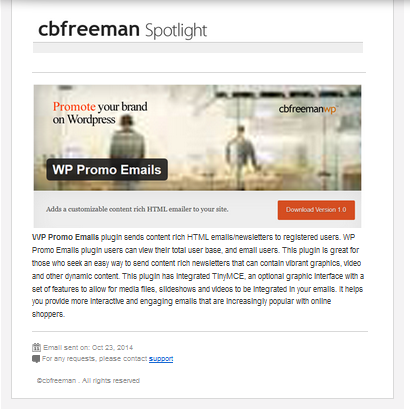 cbfreeman Spotlight
Promote your brand
on Wordpress
cbfreemanwp
WP Promo Emails
Adds a customizable content rich HTML emailer to your site.
Download Version 1.0
WP Promo Emails plugin sends content rich HTML emails/newsletters to registered users. WP
Promo Emails plugin users can view their total user base, and email users. This plugin is great for
those who seek an easy way to send content rich newsletters that can contain vibrant graphics, video
and other dynamic content. This plugin has integrated TinyMCE, an optional graphic interface with a
set of features to allow for media files, slideshows and videos to be integrated in your emails. It helps
you provide more interactive and engaging emails that are increasingly popular with online
shoppers.
Email sent on: Oct 23, 2014
For any requests, please contact support
©cbfreeman . All rights reserved